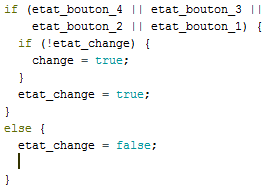 if (etat_bouton_4 || etat_bouton_3 ||
    etat_bouton_2 || etat_bouton_1) {
  if (!etat_change) {
    change = true;
  }
  etat_change = true;
}
else {
  etat_change = false;

}